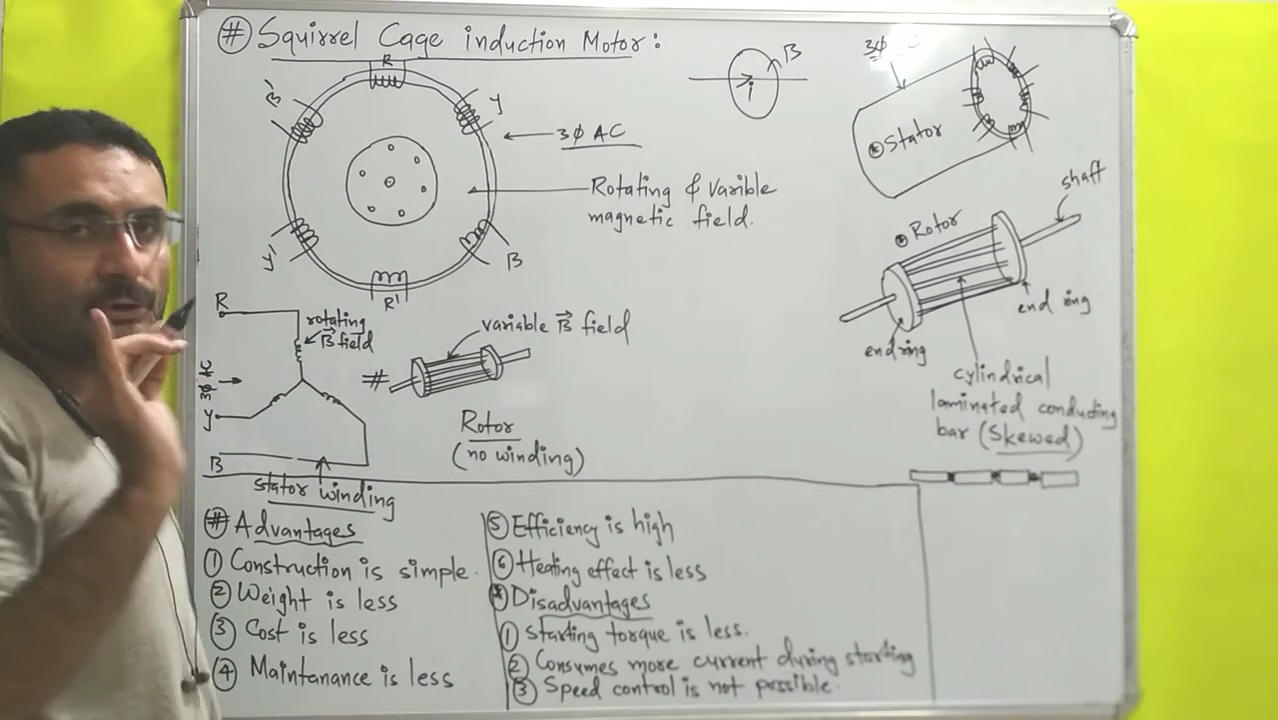 # Squirrel Cage induction Motor:
R
B'
Y
3φ AC
Rotating & Varible
magnetic field.
Y'
B
R'
B
i
3φ
Stator
shaft
Rotor
end ring
end ring
cylindrical
laminated conducting
bar (Skewed)
R
rotating
B⃗ field
3φ AC
Y
B
stator winding
#
variable B⃗ field
Rotor
(no winding)
# Advantages
① Construction is simple.
② Weight is less
③ Cost is less
④ Maintanance is less
⑤ Efficiency is high
⑥ Heating effect is less
* Disadvantages
① Starting torque is less.
② Consumes more current during starting
③ Speed control is not possible.